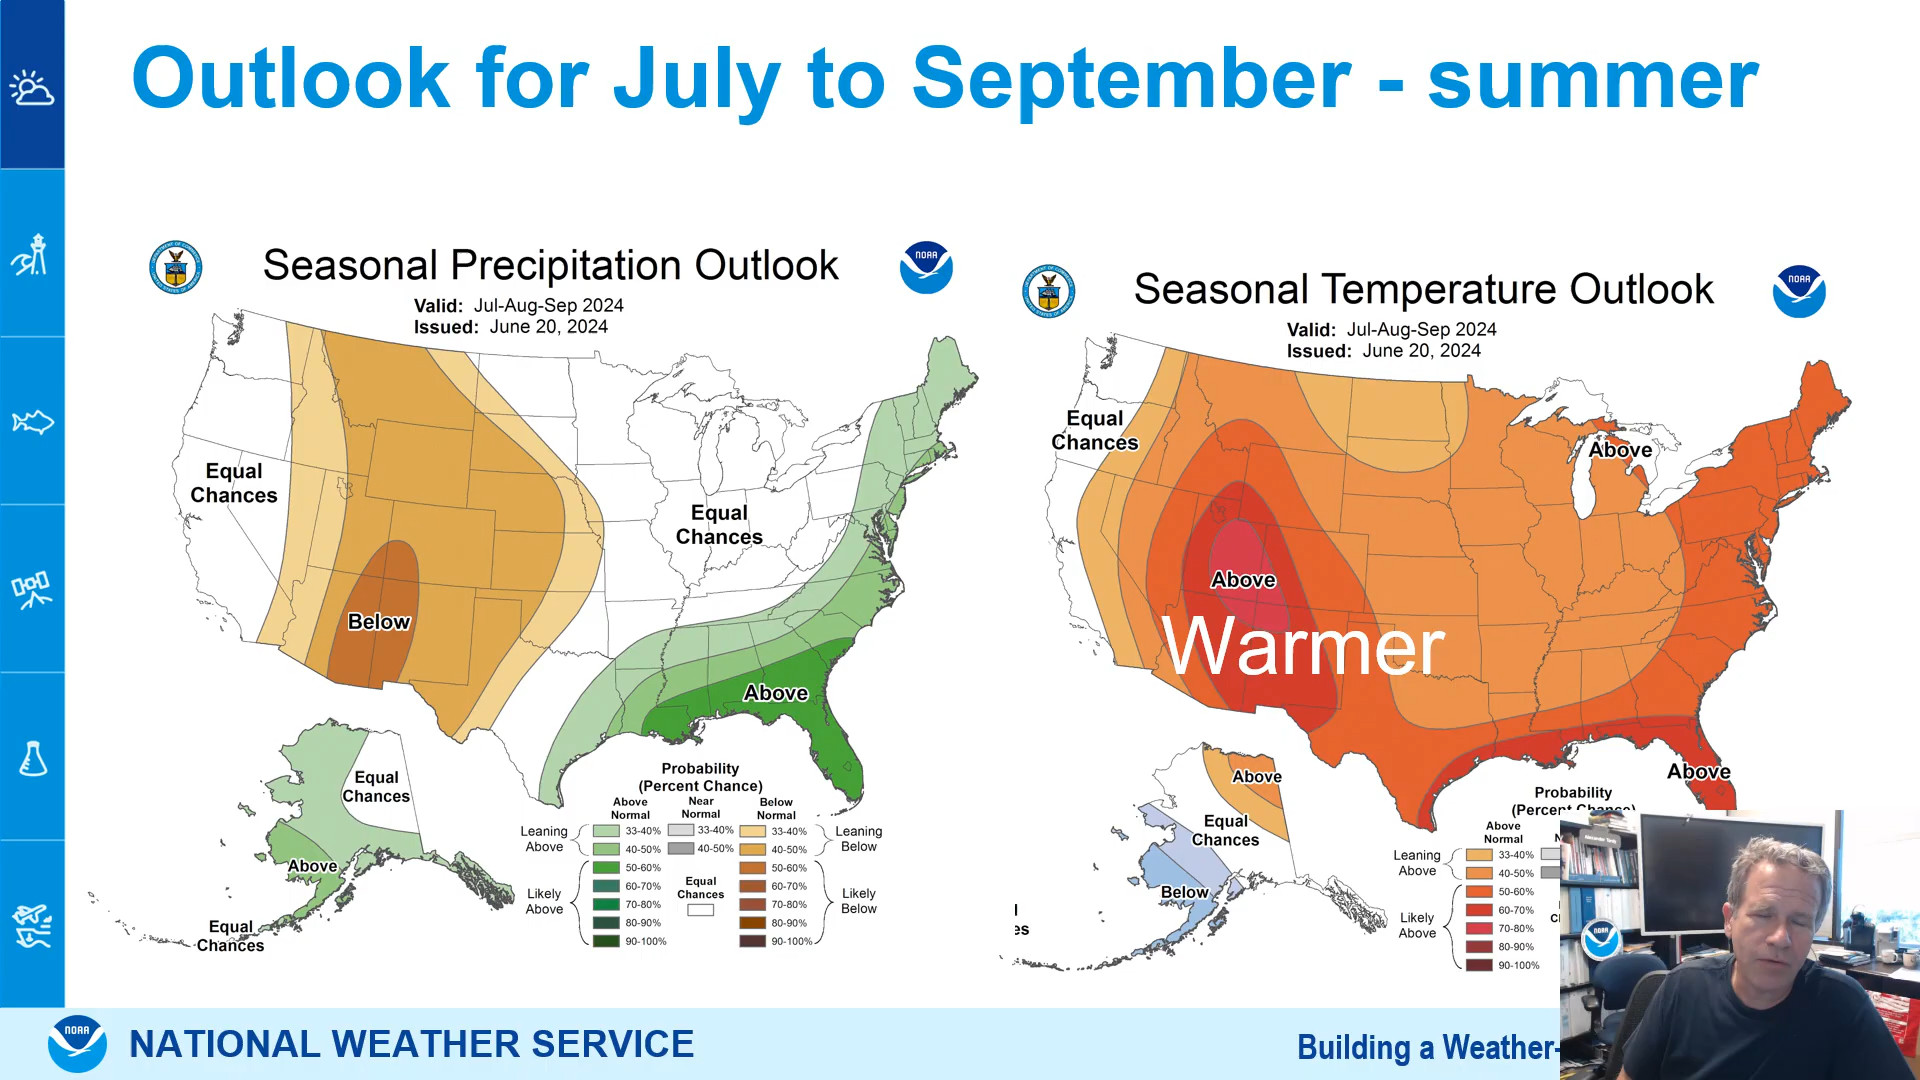 Outlook for July to September - summer
Seasonal Precipitation Outlook
Valid: Jul-Aug-Sep 2024
Issued: June 20, 2024
NOAA
Equal
Chances
Equal
Chances
Below
Above
Equal
Chances
Above
Equal
Chances
Probability
(Percent Chance)
Above
Normal
Near
Normal
Below
Normal
Leaning
Above
33-40% 33-40% 33-40%
40-50% 40-50% 40-50%
Leaning
Below
Likely
Above
50-60% 50-60%
60-70% 60-70%
70-80% 70-80%
80-90% 80-90%
90-100% 90-100%
Equal
Chances
Likely
Below
Seasonal Temperature Outlook
Valid: Jul-Aug-Sep 2024
Issued: June 20, 2024
NOAA
Equal
Chances
Above
Above
Warmer
Above
Above
Equal
Chances
Below
es
Probability
(Percent Chance)
Above
Normal
Leaning
Above
33-40%
40-50%
Likely
Above
50-60%
60-70%
70-80%
80-90%
90-100%
NOAA
NOAA
NATIONAL WEATHER SERVICE
Building a Weather-